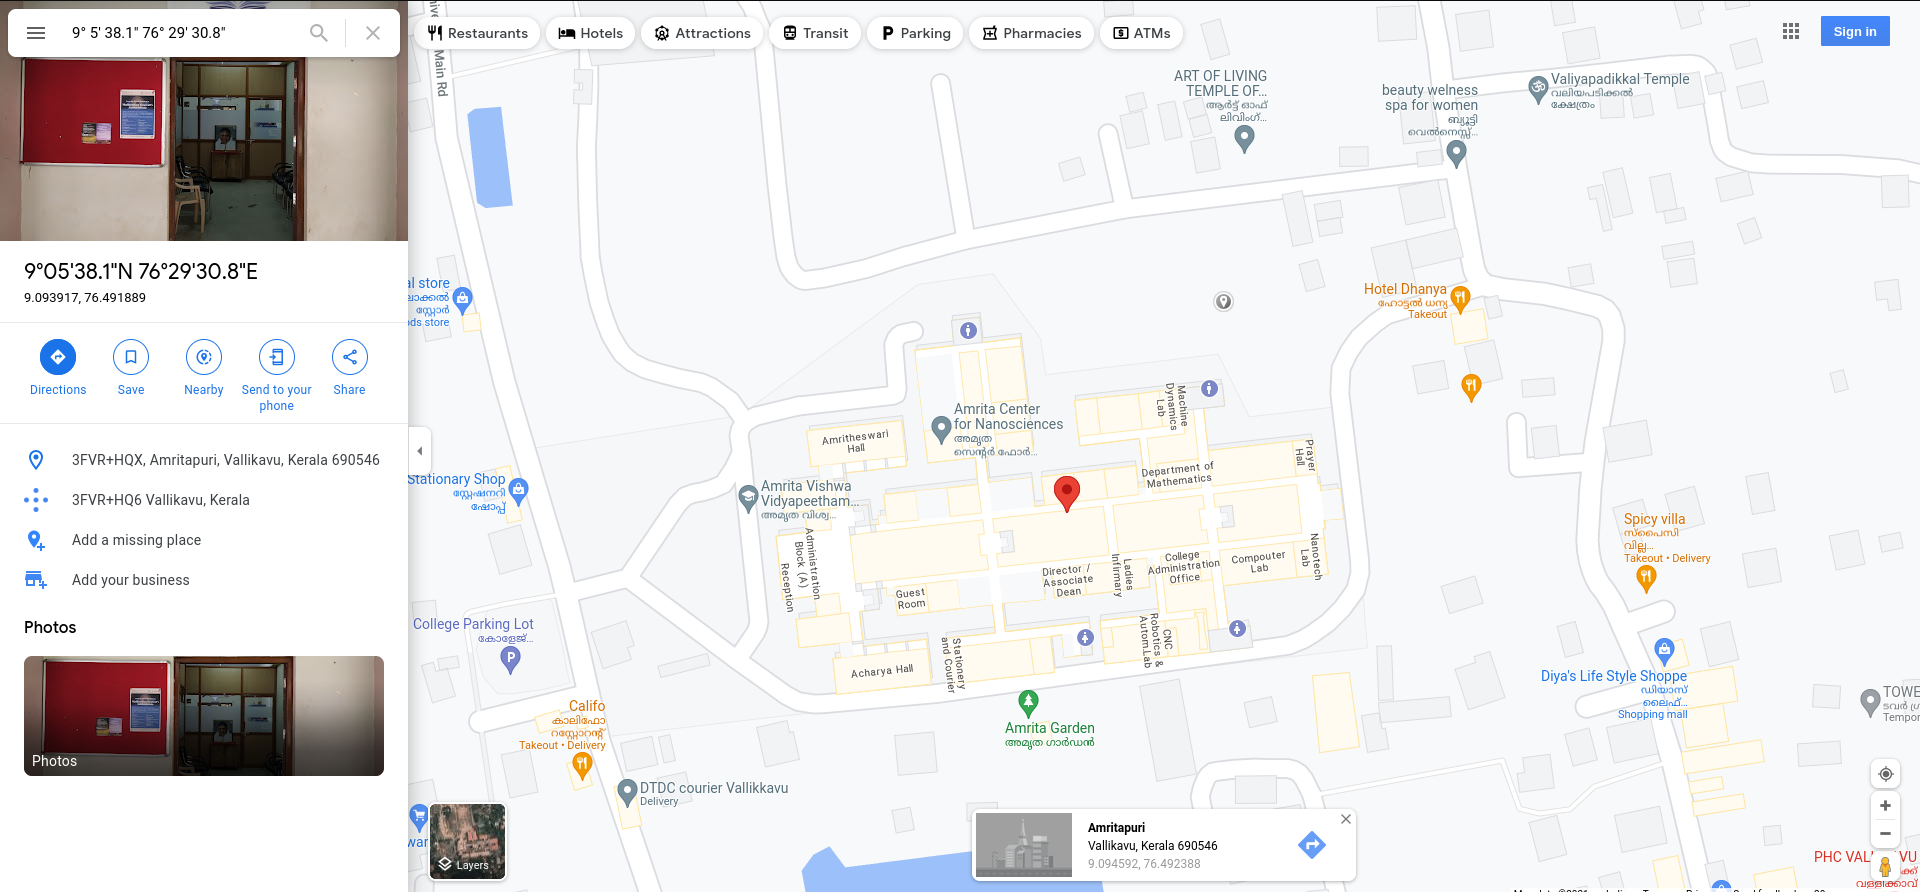 9° 5' 38.1" 76° 29' 30.8"
Restaurants
Hotels
Attractions
Transit
Parking
Pharmacies
ATMs
Sign in
9°05'38.1"N 76°29'30.8"E
9.093917, 76.491889
Directions
Save
Nearby
Send to your
phone
Share
3FVR+HQX, Amritapuri, Vallikavu, Kerala 690546
3FVR+HQ6 Vallikavu, Kerala
Add a missing place
Add your business
Photos
Photos
Main Rd
ART OF LIVING
TEMPLE OF...
ആർട്ട് ഓഫ്
ലിവിംഗ്...
beauty welness
spa for women
ബ്യൂട്ടി
വെൽനെസ്സ്...
Valiyapadikkal Temple
വലിയപടിക്കൽ
ക്ഷേത്രം
al store
സ്റ്റോർ
ods store
Hotel Dhanya
ഹോട്ടൽ ധന്യ
Takeout
Amrita Center
for Nanosciences
അമൃത
സെന്റർ ഫോർ...
Machine
Dynamics
Lab
Amritheswari
Hall
Prayer
Hall
Department of
Mathematics
Stationary Shop
സ്റ്റേഷനറി
ഷോപ്പ്
Amrita Vishwa
Vidyapeetham...
അമൃത വിശ്വ...
Administration
Block (A)
Reception
Guest
Room
Director /
Associate
Dean
Ladies
Infirmary
College
Administration
Office
Computer
Lab
Nanotech
Lab
Spicy villa
സ്പൈസി
വില്ല...
Takeout • Delivery
College Parking Lot
കോളേജ്...
Acharya Hall
Stationery
and Courier
CNC
Robotics &
Autom.Lab
Amrita Garden
അമൃത ഗാർഡൻ
Califo
കാലിഫോ
റസ്റ്റോറന്റ്
Takeout • Delivery
Diya's Life Style Shoppe
ഡിയാസ്
ലൈഫ്...
Shopping mall
TOWE
ടവർ ഗ്ര
Tempor
DTDC courier Vallikkavu
Delivery
Layers
Amritapuri
Vallikavu, Kerala 690546
9.094592, 76.492388